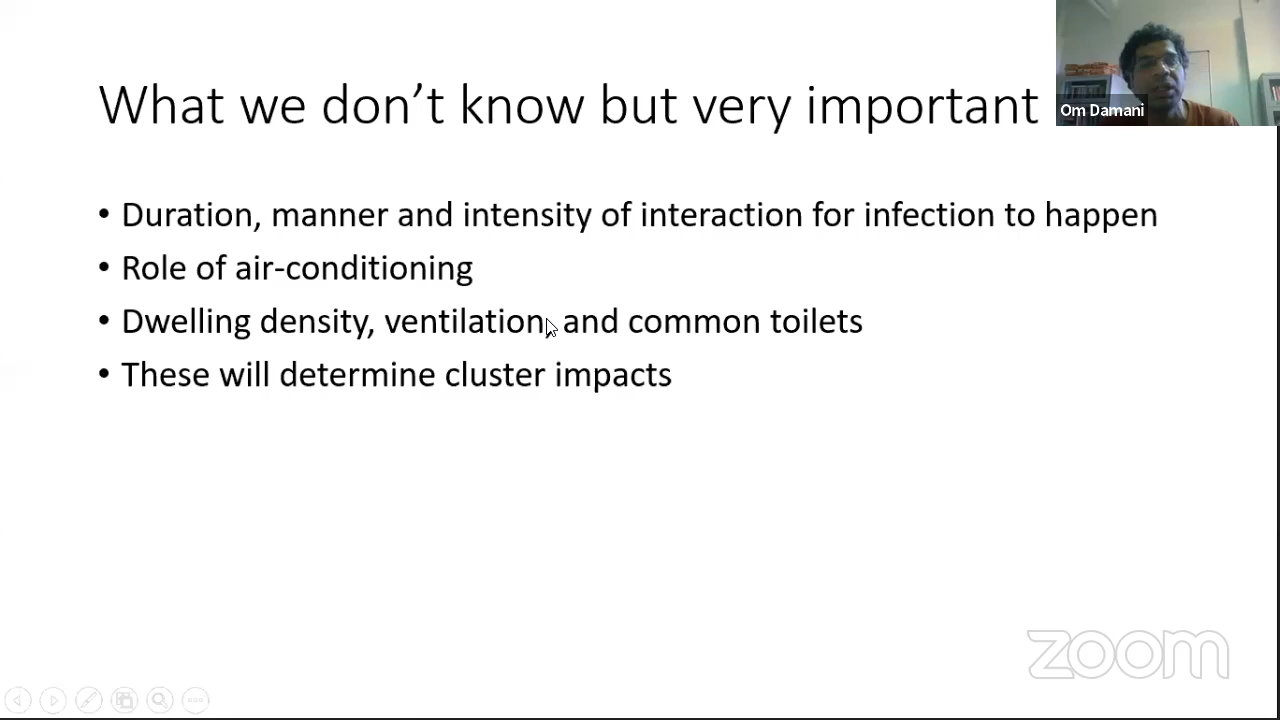 What we don't know but very important
Om Damani
• Duration, manner and intensity of interaction for infection to happen
• Role of air-conditioning
• Dwelling density, ventilation, and common toilets
• These will determine cluster impacts
zoom